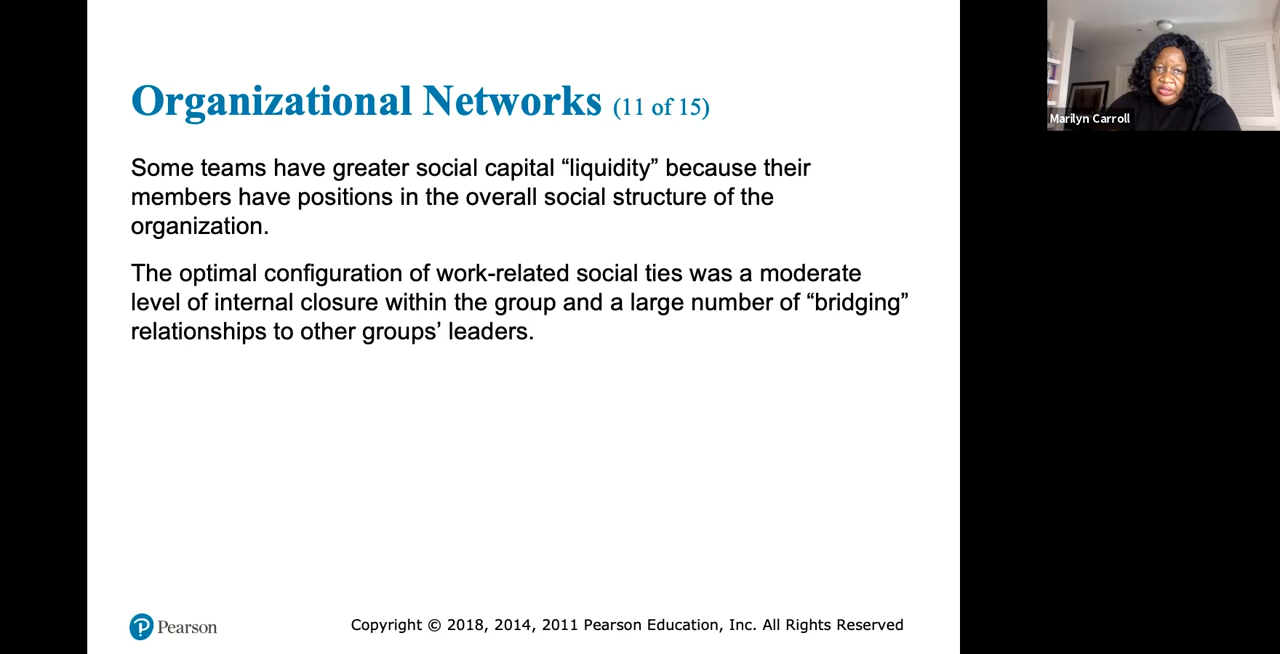 Organizational Networks (11 of 15)
Some teams have greater social capital “liquidity” because their
members have positions in the overall social structure of the
organization.
The optimal configuration of work-related social ties was a moderate
level of internal closure within the group and a large number of “bridging”
relationships to other groups’ leaders.
Pearson
Copyright © 2018, 2014, 2011 Pearson Education, Inc. All Rights Reserved
Marilyn Carroll